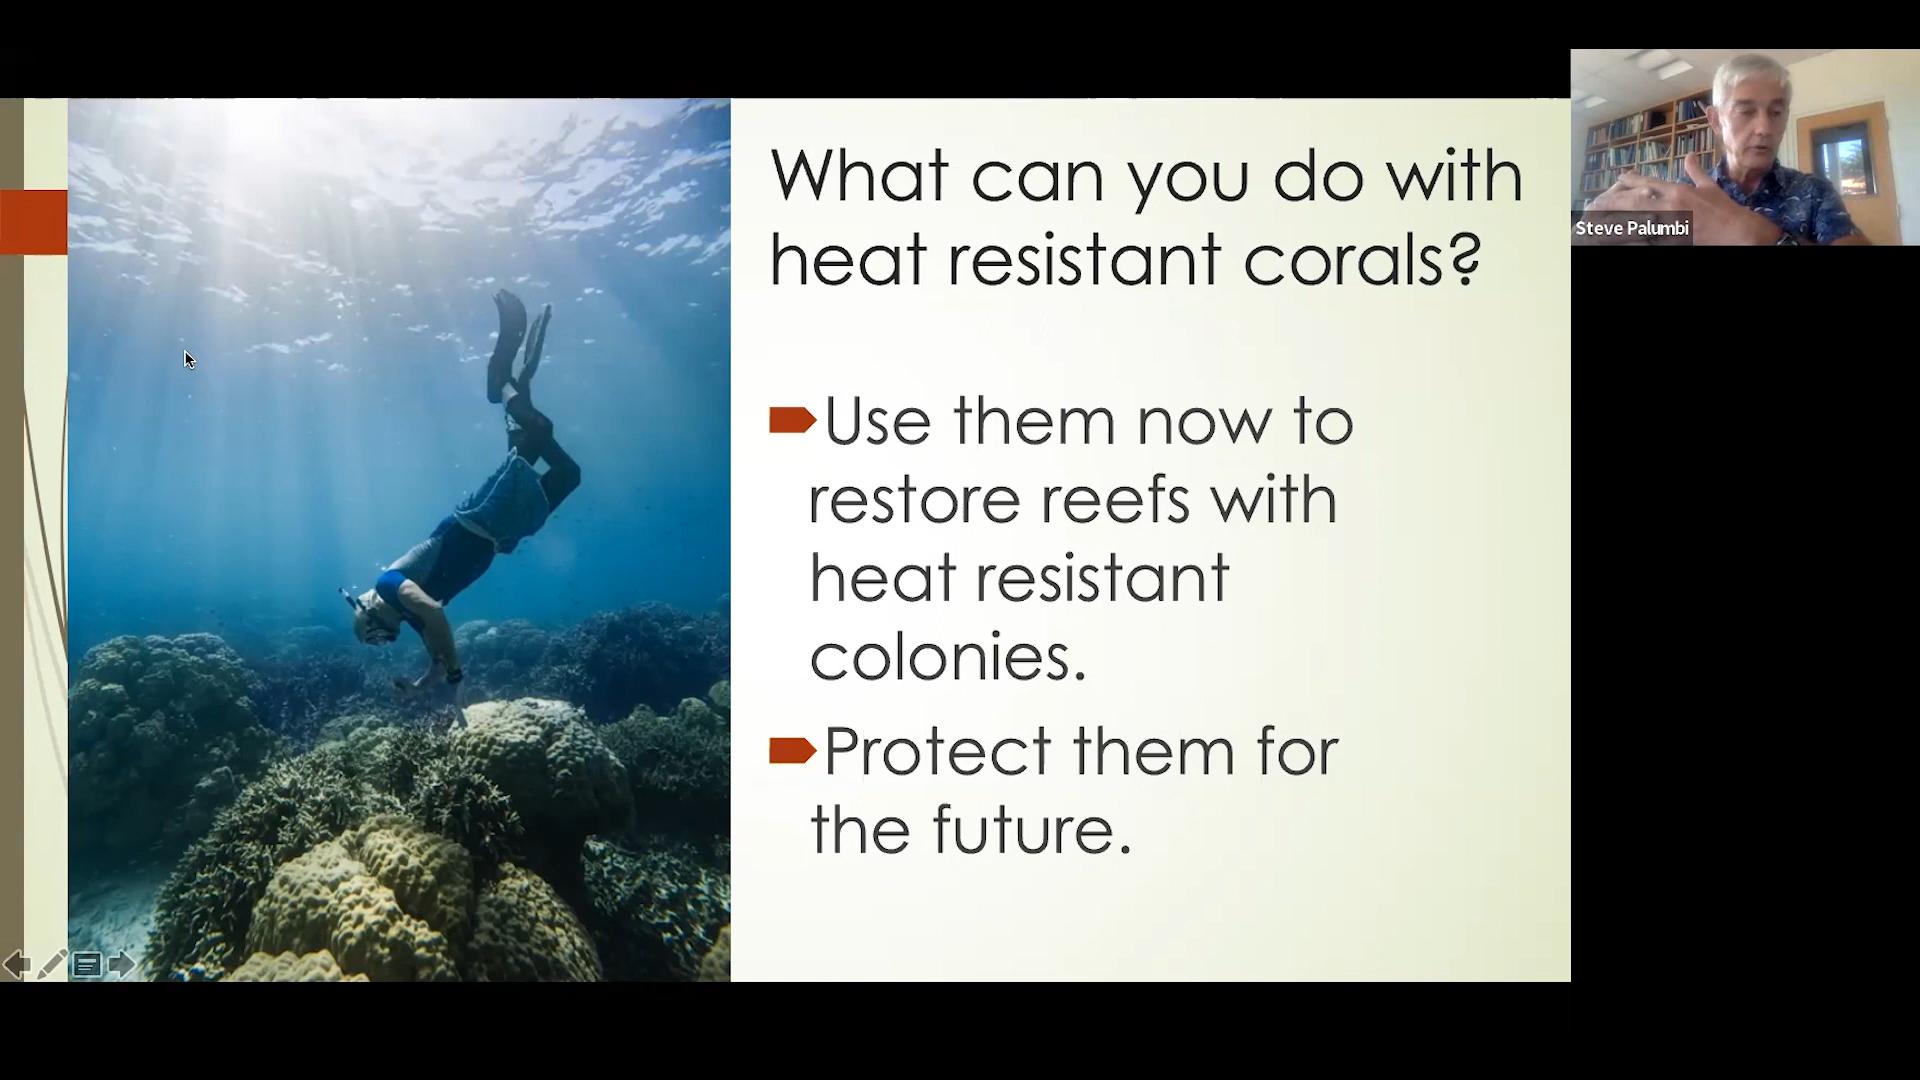 What can you do with
heat resistant corals?
Use them now to
restore reefs with
heat resistant
colonies.
Protect them for
the future.
Steve Palumbi